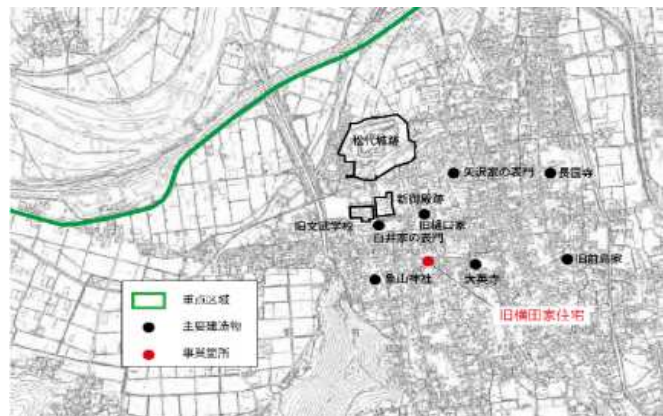 松代城跡
矢沢家の表門
長国寺
新御殿跡
旧文武学校
旧樋口家
白井家の表門
旧前島家
象山神社
大英寺
旧横田家住宅
重点区域
主要建造物
事業箇所